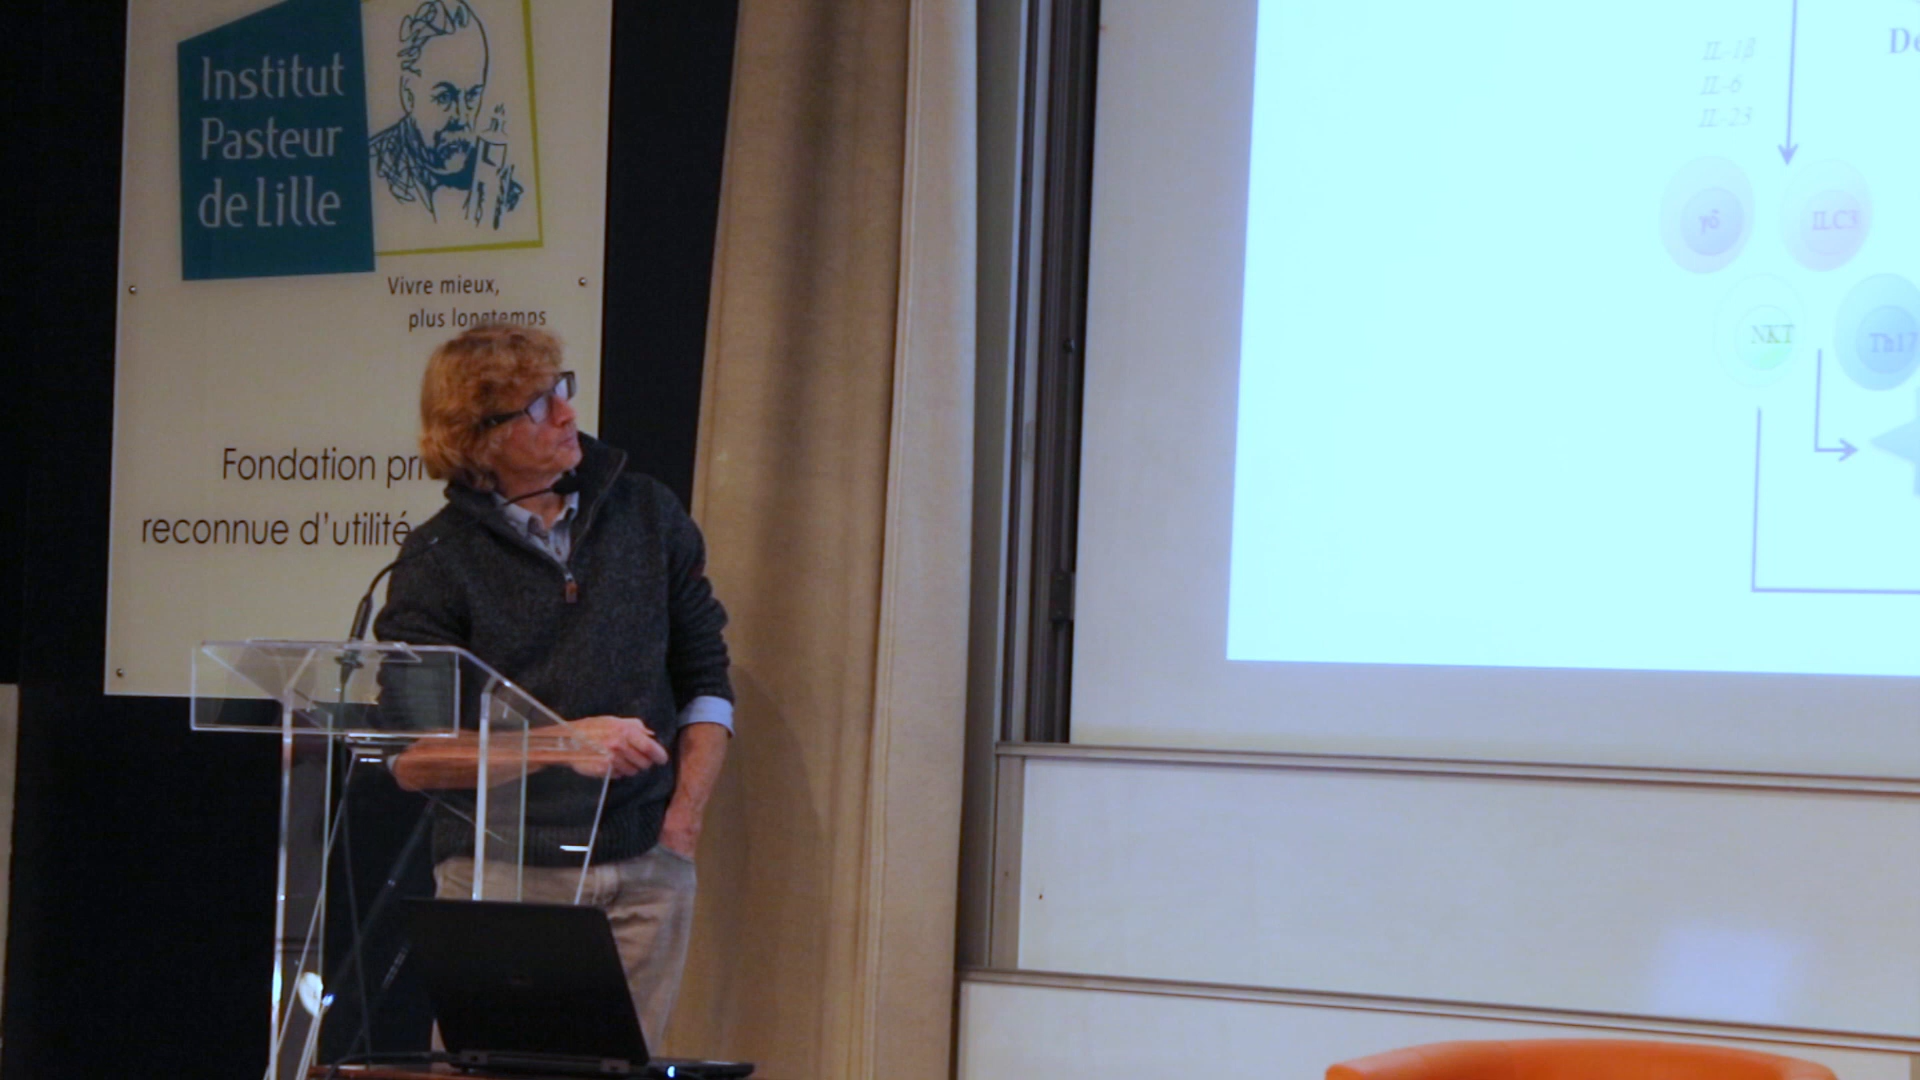 Institut
Pasteur
de Lille
Vivre mieux,
plus longtemps
Fondation pri
reconnue d'utilité
IL-1β
IL-6
IL-23
De
γδ
ILC3
NKT
Th17